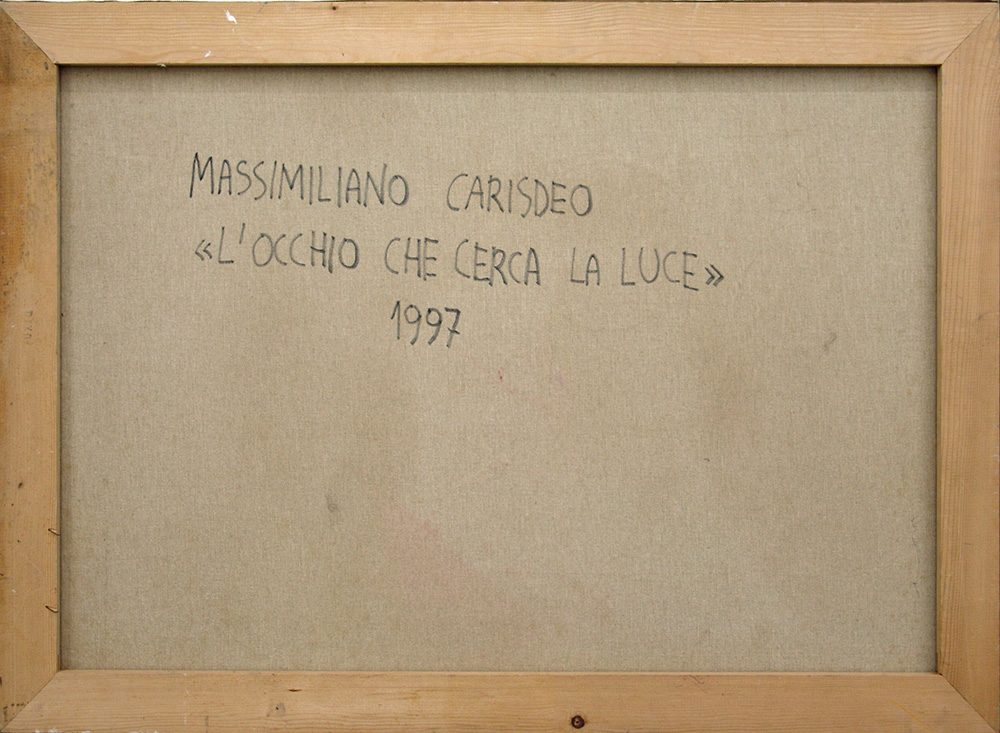 MASSIMILIANO CARISDEO
«L'OCCHIO CHE CERCA LA LUCE»
1997